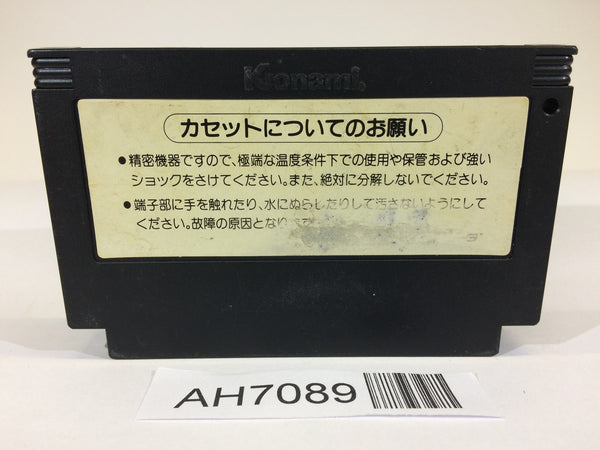 Konami
カセットについてのお願い
●精密機器ですので、極端な温度条件下での使用や保管および強い
ショックをさけてください。また、絶対に分解しないでください。
●端子部に手を触れたり、水にぬらしたりして汚さないようにして
ください。故障の原因となります
AH7089